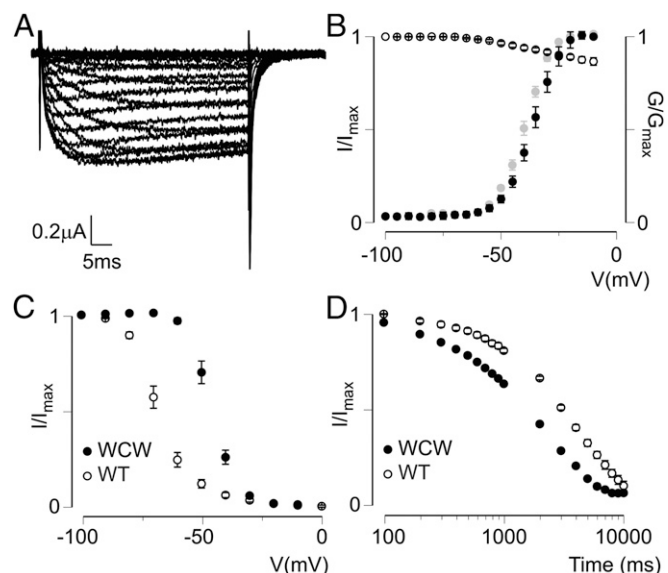 A
0.2µA
5ms
B
1
I/Imax
0
1
G/Gmax
0
-100
-50
0
V(mV)
C
1
I/Imax
0
WCW
WT
-100
-50
0
V(mV)
D
1
I/Imax
0
WCW
WT
100
1000
10000
Time (ms)